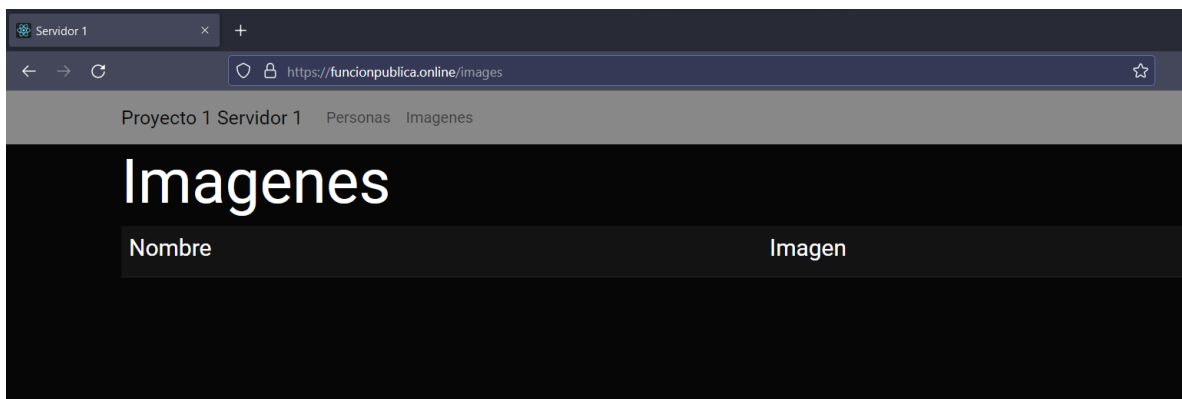 Servidor 1
https://funcionpublica.online/images
Proyecto 1 Servidor 1 Personas Imagenes
Imagenes
Nombre Imagen